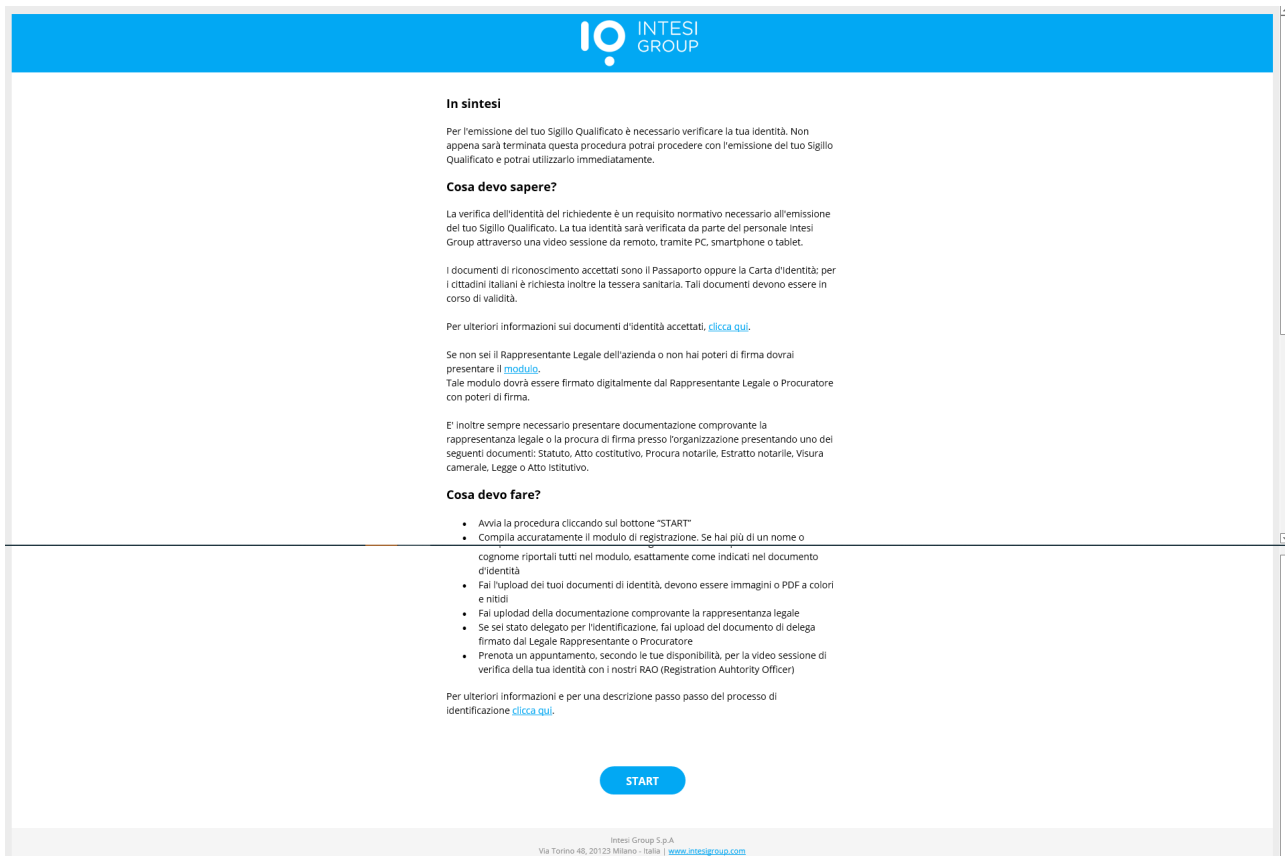 INTESI
GROUP
In sintesi
Per l'emissione del tuo Sigillo Qualificato è necessario verificare la tua identità. Non
appena sarà terminata questa procedura potrai procedere con l'emissione del tuo Sigillo
Qualificato e potrai utilizzarlo immediatamente.
Cosa devo sapere?
La verifica dell'identità del richiedente è un requisito normativo necessario all'emissione
del tuo Sigillo Qualificato. La tua identità sarà verificata da parte del personale Intesi
Group attraverso una video sessione da remoto, tramite PC, smartphone o tablet.
I documenti di riconoscimento accettati sono il Passaporto oppure la Carta d'Identità; per
i cittadini italiani è richiesta inoltre la tessera sanitaria. Tali documenti devono essere in
corso di validità.
Per ulteriori informazioni sui documenti d'identità accettati, clicca qui.
Se non sei il Rappresentante Legale dell'azienda o non hai poteri di firma dovrai
presentare il modulo.
Tale modulo dovrà essere firmato digitalmente dal Rappresentante Legale o Procuratore
con poteri di firma.
E' inoltre sempre necessario presentare documentazione comprovante la
rappresentanza legale o la procura di firma presso l'organizzazione presentando uno dei
seguenti documenti: Statuto, Atto costitutivo, Procura notarile, Estratto notarile, Visura
camerale, Legge o Atto Istitutivo.
Cosa devo fare?
• Avvia la procedura cliccando sul bottone “START”
• Compila accuratamente il modulo di registrazione. Se hai più di un nome o
cognome riportali tutti nel modulo, esattamente come indicati nel documento
d'identità
• Fai l'upload dei tuoi documenti di identità, devono essere immagini o PDF a colori
e nitidi
• Fai uplodad della documentazione comprovante la rappresentanza legale
• Se sei stato delegato per l'identificazione, fai upload del documento di delega
firmato dal Legale Rappresentante o Procuratore
• Prenota un appuntamento, secondo le tue disponibilità, per la video sessione di
verifica della tua identità con i nostri RAO (Registration Auhtority Officer)
Per ulteriori informazioni e per una descrizione passo passo del processo di
identificazione clicca qui.
START
Intesi Group S.p.A
Via Torino 48, 20123 Milano - Italia | www.intesigroup.com